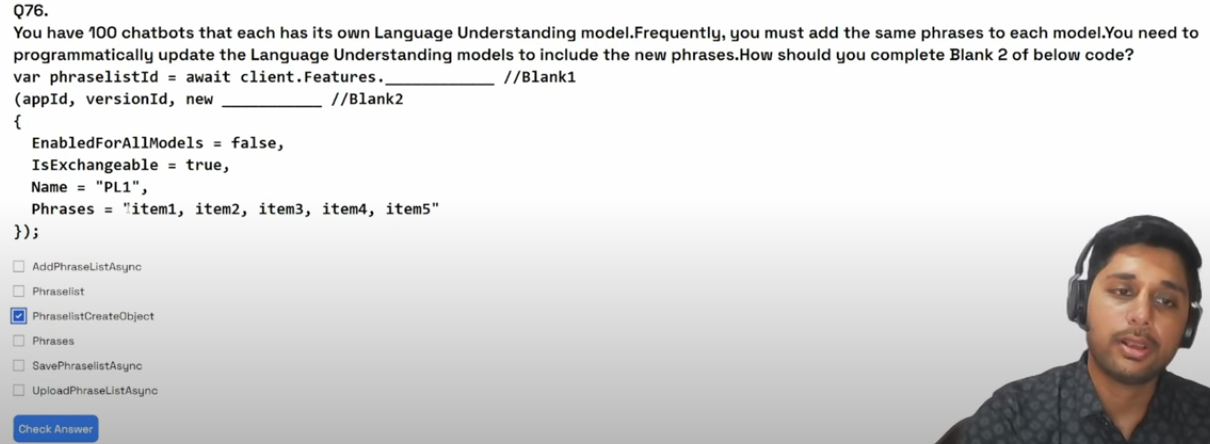 Q76.
You have 100 chatbots that each has its own Language Understanding model.Frequently, you must add the same phrases to each model.You need to
programmatically update the Language Understanding models to include the new phrases.How should you complete Blank 2 of below code?
var phraselistId = await client.Features.____________ //Blank1
(appId, versionId, new ___________ //Blank2
{
EnabledForAllModels = false,
IsExchangeable = true,
Name = "PL1",
Phrases = "item1, item2, item3, item4, item5"
});
AddPhraseListAsync
Phraselist
PhraselistCreateObject
Phrases
SavePhraselistAsync
UploadPhraseListAsync
Check Answer